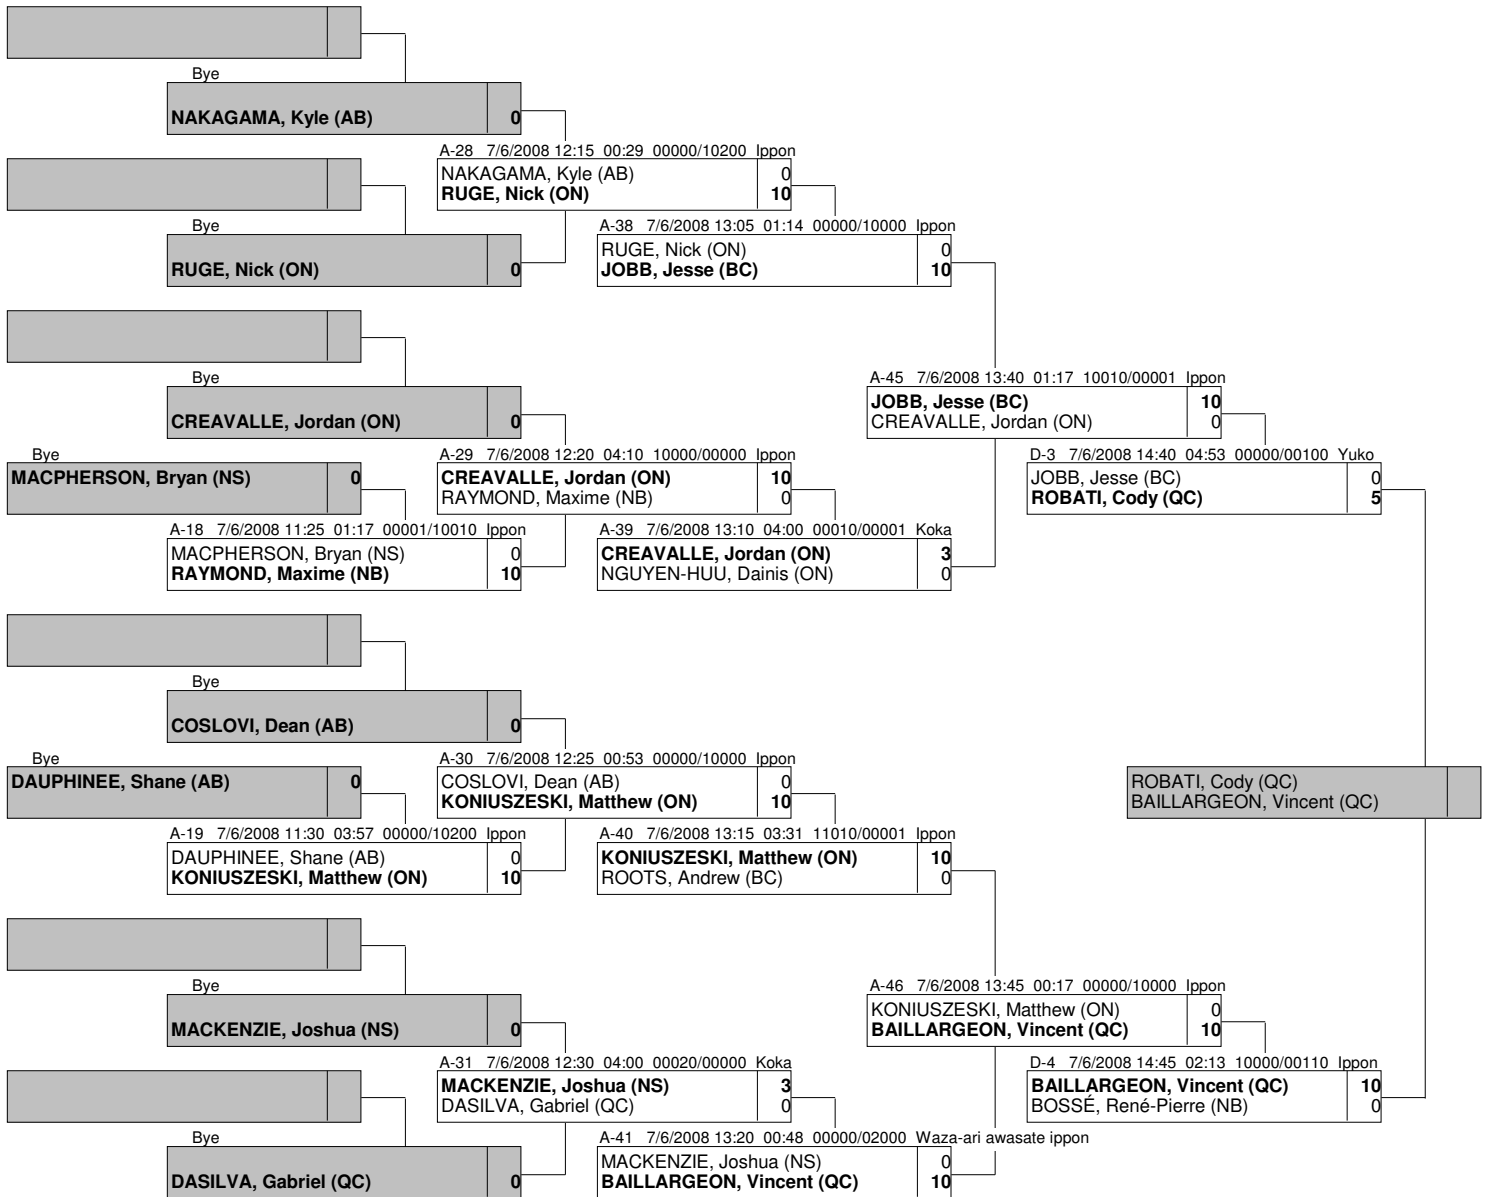 Bye
NAKAGAMA, Kyle (AB) 0
A-28 7/6/2008 12:15 00:29 00000/10200 Ippon
NAKAGAMA, Kyle (AB) 0
RUGE, Nick (ON) 10
Bye
RUGE, Nick (ON) 0
A-38 7/6/2008 13:05 01:14 00000/10000 Ippon
RUGE, Nick (ON) 0
JOBB, Jesse (BC) 10
Bye
CREAVALLE, Jordan (ON) 0
A-45 7/6/2008 13:40 01:17 10010/00001 Ippon
JOBB, Jesse (BC) 10
CREAVALLE, Jordan (ON) 0
Bye
MACPHERSON, Bryan (NS) 0
A-29 7/6/2008 12:20 04:10 10000/00000 Ippon
CREAVALLE, Jordan (ON) 10
RAYMOND, Maxime (NB) 0
D-3 7/6/2008 14:40 04:53 00000/00100 Yuko
JOBB, Jesse (BC) 0
ROBATI, Cody (QC) 5
A-18 7/6/2008 11:25 01:17 00001/10010 Ippon
MACPHERSON, Bryan (NS) 0
RAYMOND, Maxime (NB) 10
A-39 7/6/2008 13:10 04:00 00010/00001 Koka
CREAVALLE, Jordan (ON) 3
NGUYEN-HUU, Dainis (ON) 0
Bye
COSLOVI, Dean (AB) 0
Bye
DAUPHINEE, Shane (AB) 0
A-30 7/6/2008 12:25 00:53 00000/10000 Ippon
COSLOVI, Dean (AB) 0
KONIUSZESKI, Matthew (ON) 10
ROBATI, Cody (QC)
BAILLARGEON, Vincent (QC)
A-19 7/6/2008 11:30 03:57 00000/10200 Ippon
DAUPHINEE, Shane (AB) 0
KONIUSZESKI, Matthew (ON) 10
A-40 7/6/2008 13:15 03:31 11010/00001 Ippon
KONIUSZESKI, Matthew (ON) 10
ROOTS, Andrew (BC) 0
Bye
MACKENZIE, Joshua (NS) 0
A-46 7/6/2008 13:45 00:17 00000/10000 Ippon
KONIUSZESKI, Matthew (ON) 0
BAILLARGEON, Vincent (QC) 10
A-31 7/6/2008 12:30 04:00 00020/00000 Koka
MACKENZIE, Joshua (NS) 3
DASILVA, Gabriel (QC) 0
D-4 7/6/2008 14:45 02:13 10000/00110 Ippon
BAILLARGEON, Vincent (QC) 10
BOSSÉ, René-Pierre (NB) 0
Bye
DASILVA, Gabriel (QC) 0
A-41 7/6/2008 13:20 00:48 00000/02000 Waza-ari awasate ippon
MACKENZIE, Joshua (NS) 0
BAILLARGEON, Vincent (QC) 10